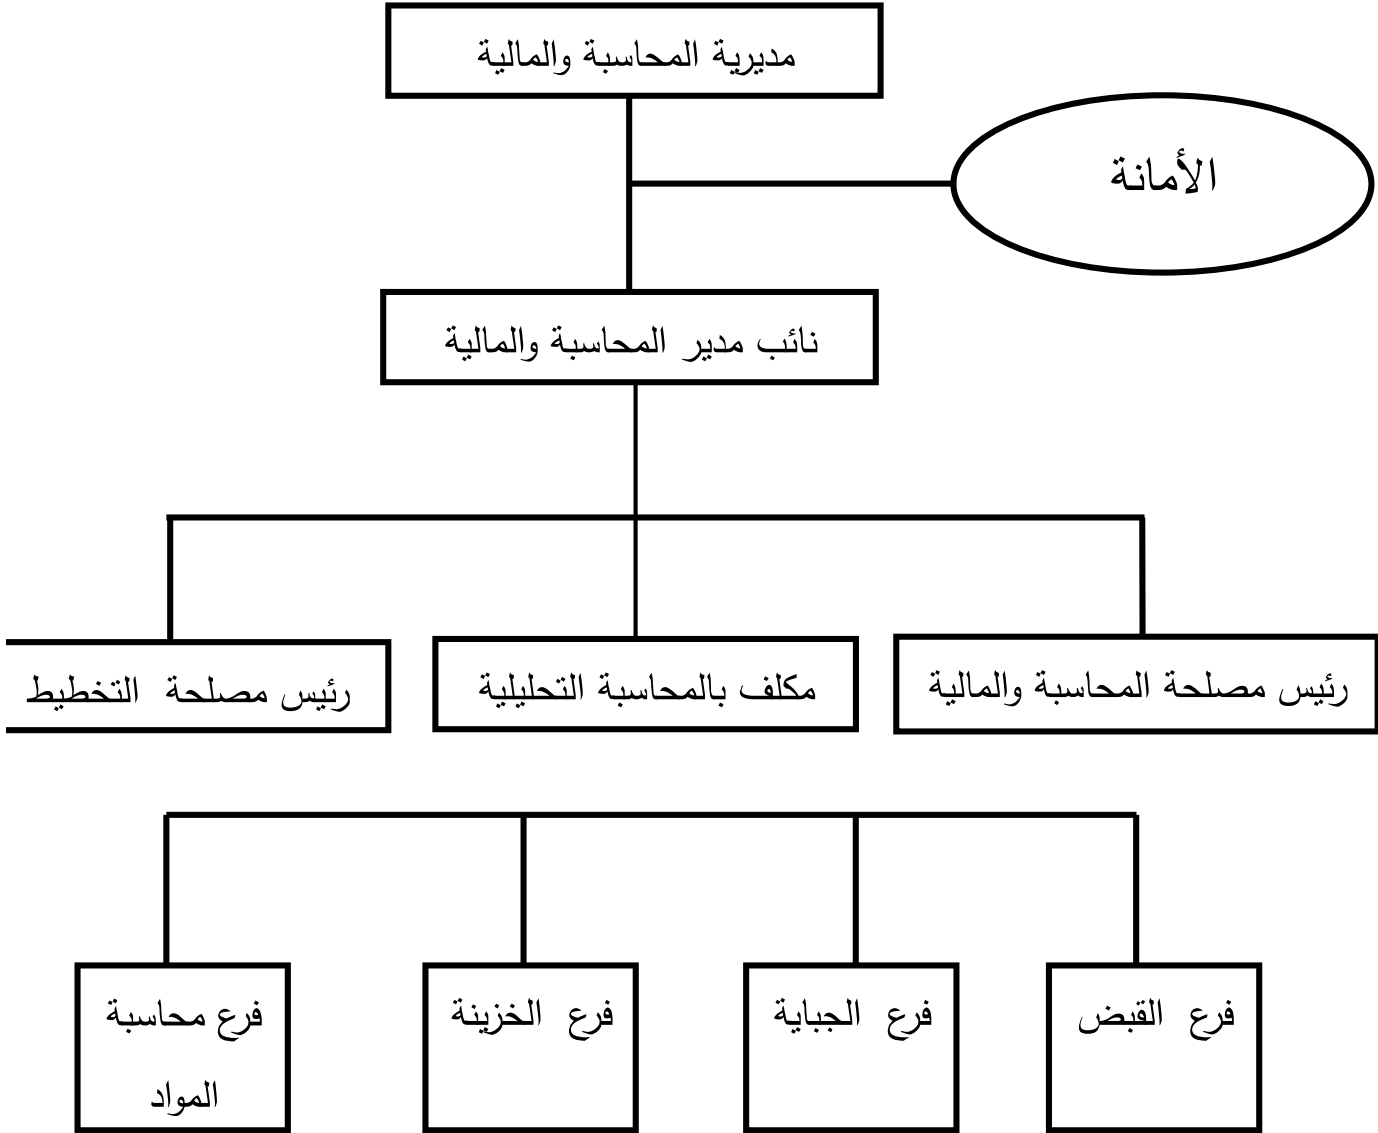 مديرية المحاسبة والمالية
الأمانة
نائب مدير المحاسبة والمالية
رئيس مصلحة المحاسبة والمالية
مكلف بالمحاسبة التحليلية
رئيس مصلحة التخطيط
فرع القبض
فرع الجباية
فرع الخزينة
فرع محاسبة
المواد